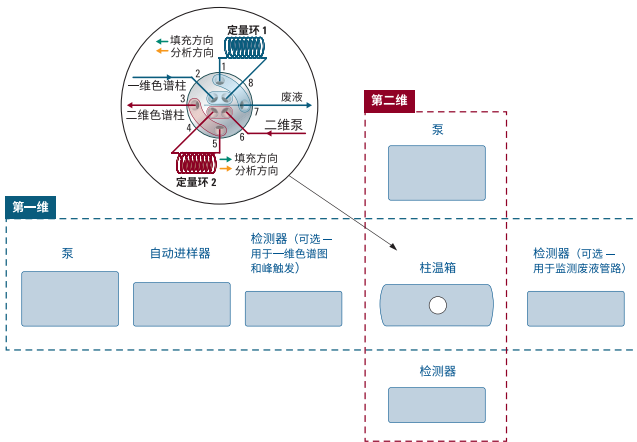 定量环 1
填充方向
分析方向
1
2
8
一维色谱柱
3
废液
二维色谱柱
7
4
二维泵
6
5
填充方向
分析方向
定量环 2
第二维
泵
第一维
泵
自动进样器
检测器（可选 —
用于一维色谱图
和峰触发）
柱温箱
检测器（可选 —
用于监测废液管路）
检测器